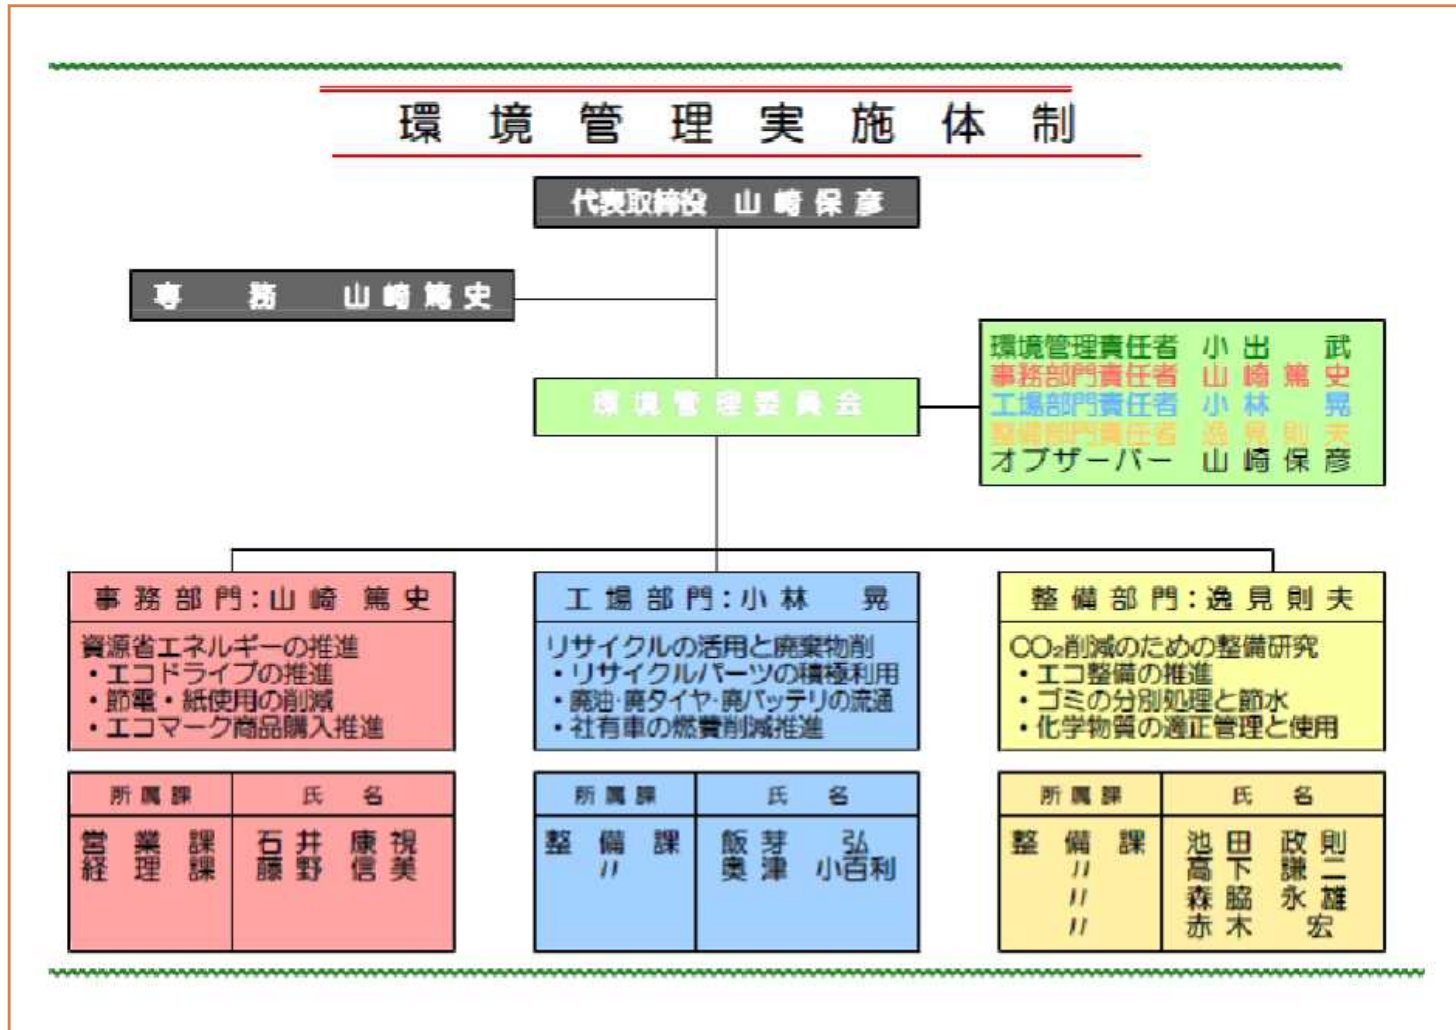 環境管理実施体制
代表取締役 山崎保彦
専務 山崎篤史
環境管理責任者 小出 武
事務部門責任者 山崎篤史
工場部門責任者 小林 晃
整備部門責任者 逸見則夫
オブザーバー 山崎保彦
環境管理委員会
事務部門:山崎 篤史
資源省エネルギーの推進
・エコドライブの推進
・節電・紙使用の削減
・エコマーク商品購入推進
所属課 氏名
営業課 石井 康視
経理課 藤野 信美
工場部門:小林 晃
リサイクルの活用と廃棄物削
・リサイクルパーツの積極利用
・廃油・廃タイヤ・廃バッテリの流通
・社有車の燃費削減推進
所属課 氏名
整備課 飯芽 弘
〃 奥津 小百利
整備部門:逸見則夫
CO₂削減のための整備研究
・エコ整備の推進
・ゴミの分別処理と節水
・化学物質の適正管理と使用
所属課 氏名
整備課 池田 政則
〃 高下 謙二
〃 森脇 永雄
〃 赤木 宏